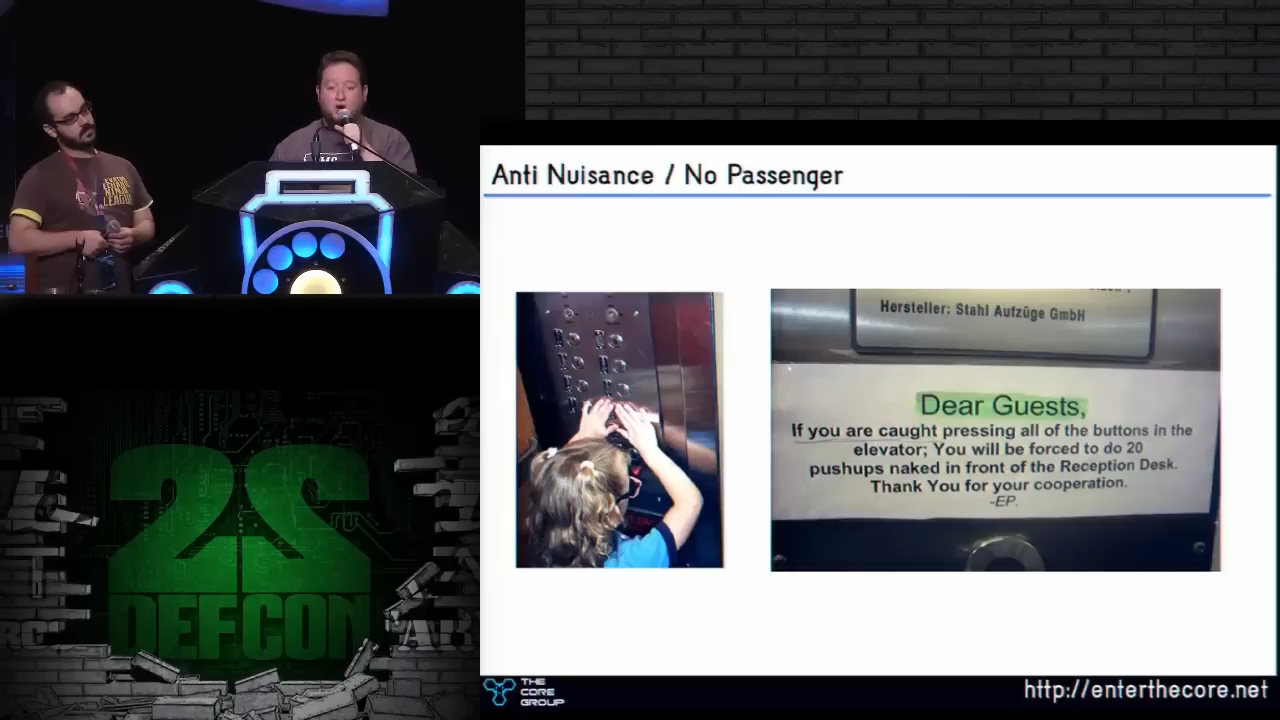 Anti Nuisance / No Passenger
Hersteller: Stahl Aufzüge GmbH
Dear Guests,
If you are caught pressing all of the buttons in the
elevator; You will be forced to do 20
pushups naked in front of the Reception Desk.
Thank You for your cooperation.
-EP.
22
DEFCON
THE
CORE
GROUP
http://enterthecore.net